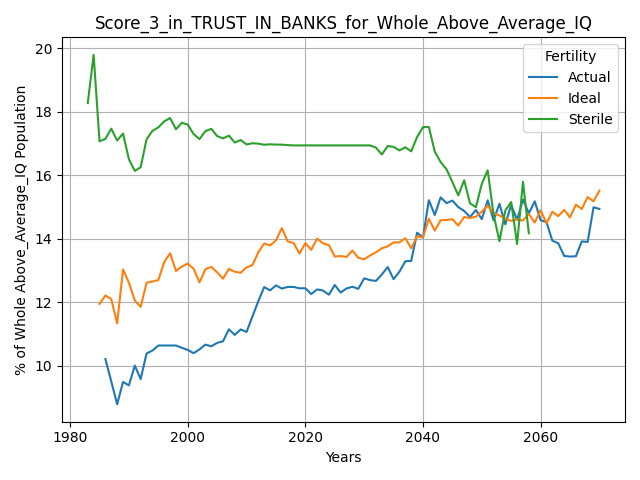 Score_3_in_TRUST_IN_BANKS_for_Whole_Above_Average_IQ
% of Whole Above_Average_IQ Population
20
18
16
14
12
10
Fertility
Actual
Ideal
Sterile
1980 2000 2020 2040 2060
Years